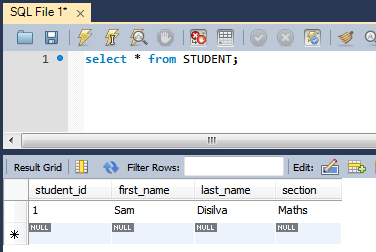 SQL File 1*
1 select * from STUDENT;
Result Grid Filter Rows: Edit:
student_id first_name last_name section
1 Sam Disilva Maths
NULL NULL NULL NULL